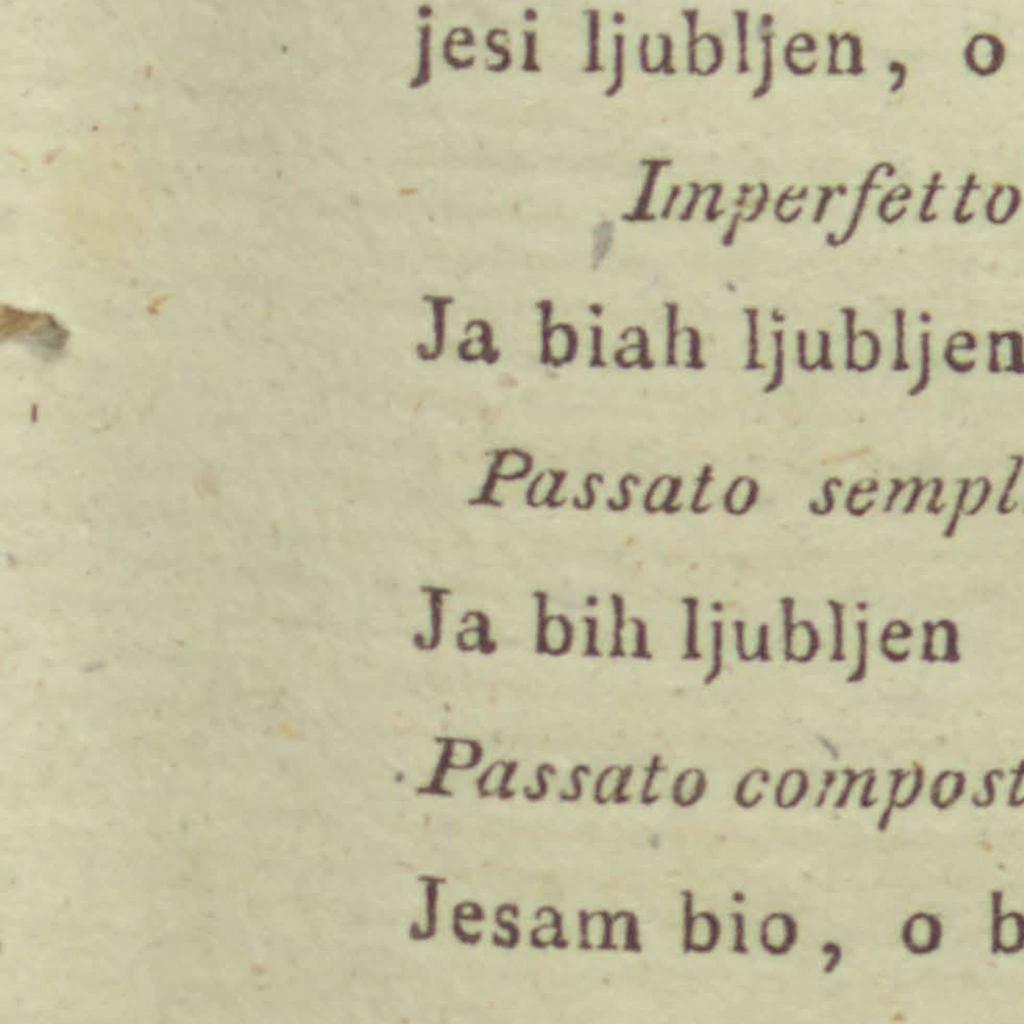 jesi ljubljen, o
Imperfetto
Ja biah ljubljen
Passato sempl
Ja bih ljubljen
Passato compost
Jesam bio, o b